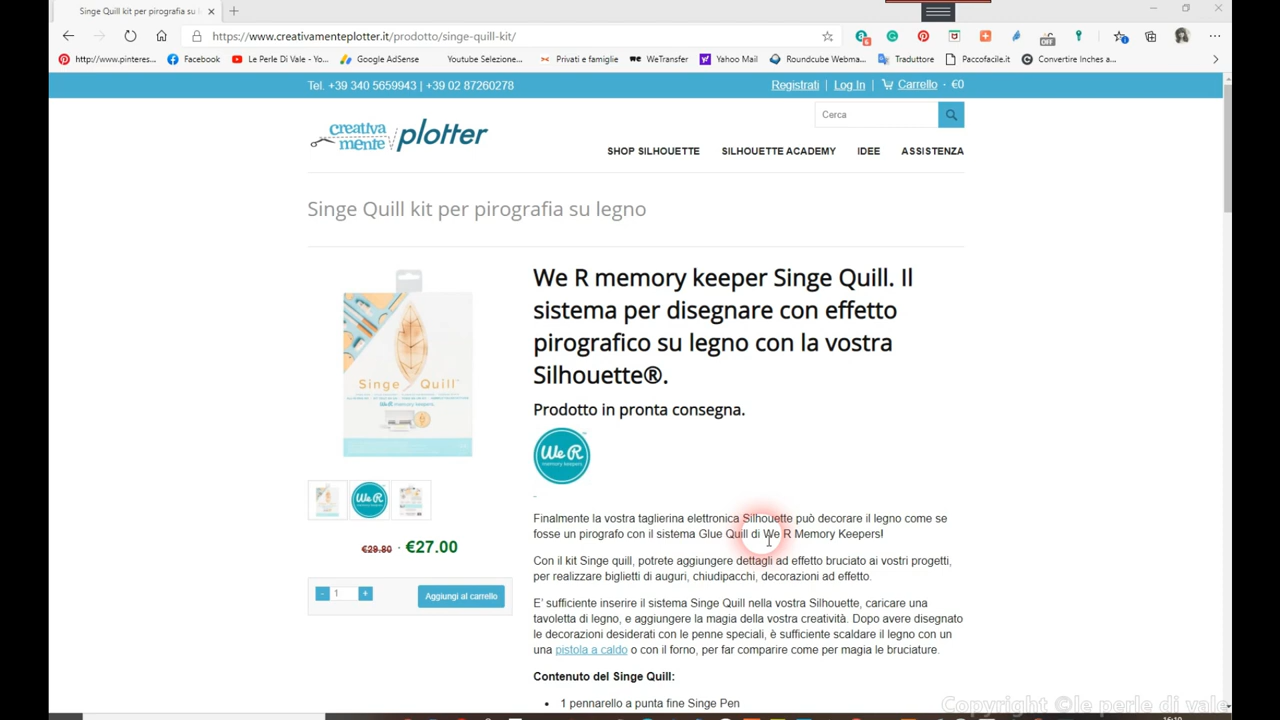 Singe Quill kit per pirografia su l
https://www.creativamenteplotter.it/prodotto/singe-quill-kit/
OFF
http://www.pinteres...
Facebook
Le Perle Di Vale - Yo...
Google AdSense
Youtube Selezione...
Privati e famiglie
WeTransfer
Yahoo Mail
Roundcube Webma...
Traduttore
Paccofacile.it
Convertire Inches a...
Tel. +39 340 5659943 | +39 02 87260278
Registrati | Log In | Carrello - €0
creativa mente plotter
Cerca
SHOP SILHOUETTE SILHOUETTE ACADEMY IDEE ASSISTENZA
Singe Quill kit per pirografia su legno
Singe Quill
We R memory keepers
€29.80 · €27.00
- 1 +
Aggiungi al carrello
We R memory keeper Singe Quill. Il
sistema per disegnare con effetto
pirografico su legno con la vostra
Silhouette®.
Prodotto in pronta consegna.
We R
memory keepers
Finalmente la vostra taglierina elettronica Silhouette può decorare il legno come se
fosse un pirografo con il sistema Glue Quill di We R Memory Keepers!
Con il kit Singe quill, potrete aggiungere dettagli ad effetto bruciato ai vostri progetti,
per realizzare biglietti di auguri, chiudipacchi, decorazioni ad effetto.
E’ sufficiente inserire il sistema Singe Quill nella vostra Silhouette, caricare una
tavoletta di legno, e aggiungere la magia della vostra creatività. Dopo avere disegnato
le decorazioni desiderati con le penne speciali, è sufficiente scaldare il legno con un
una pistola a caldo o con il forno, per far comparire come per magia le bruciature.
Contenuto del Singe Quill:
• 1 pennarello a punta fine Singe Pen
Copyright ©le perle di vale
16:10